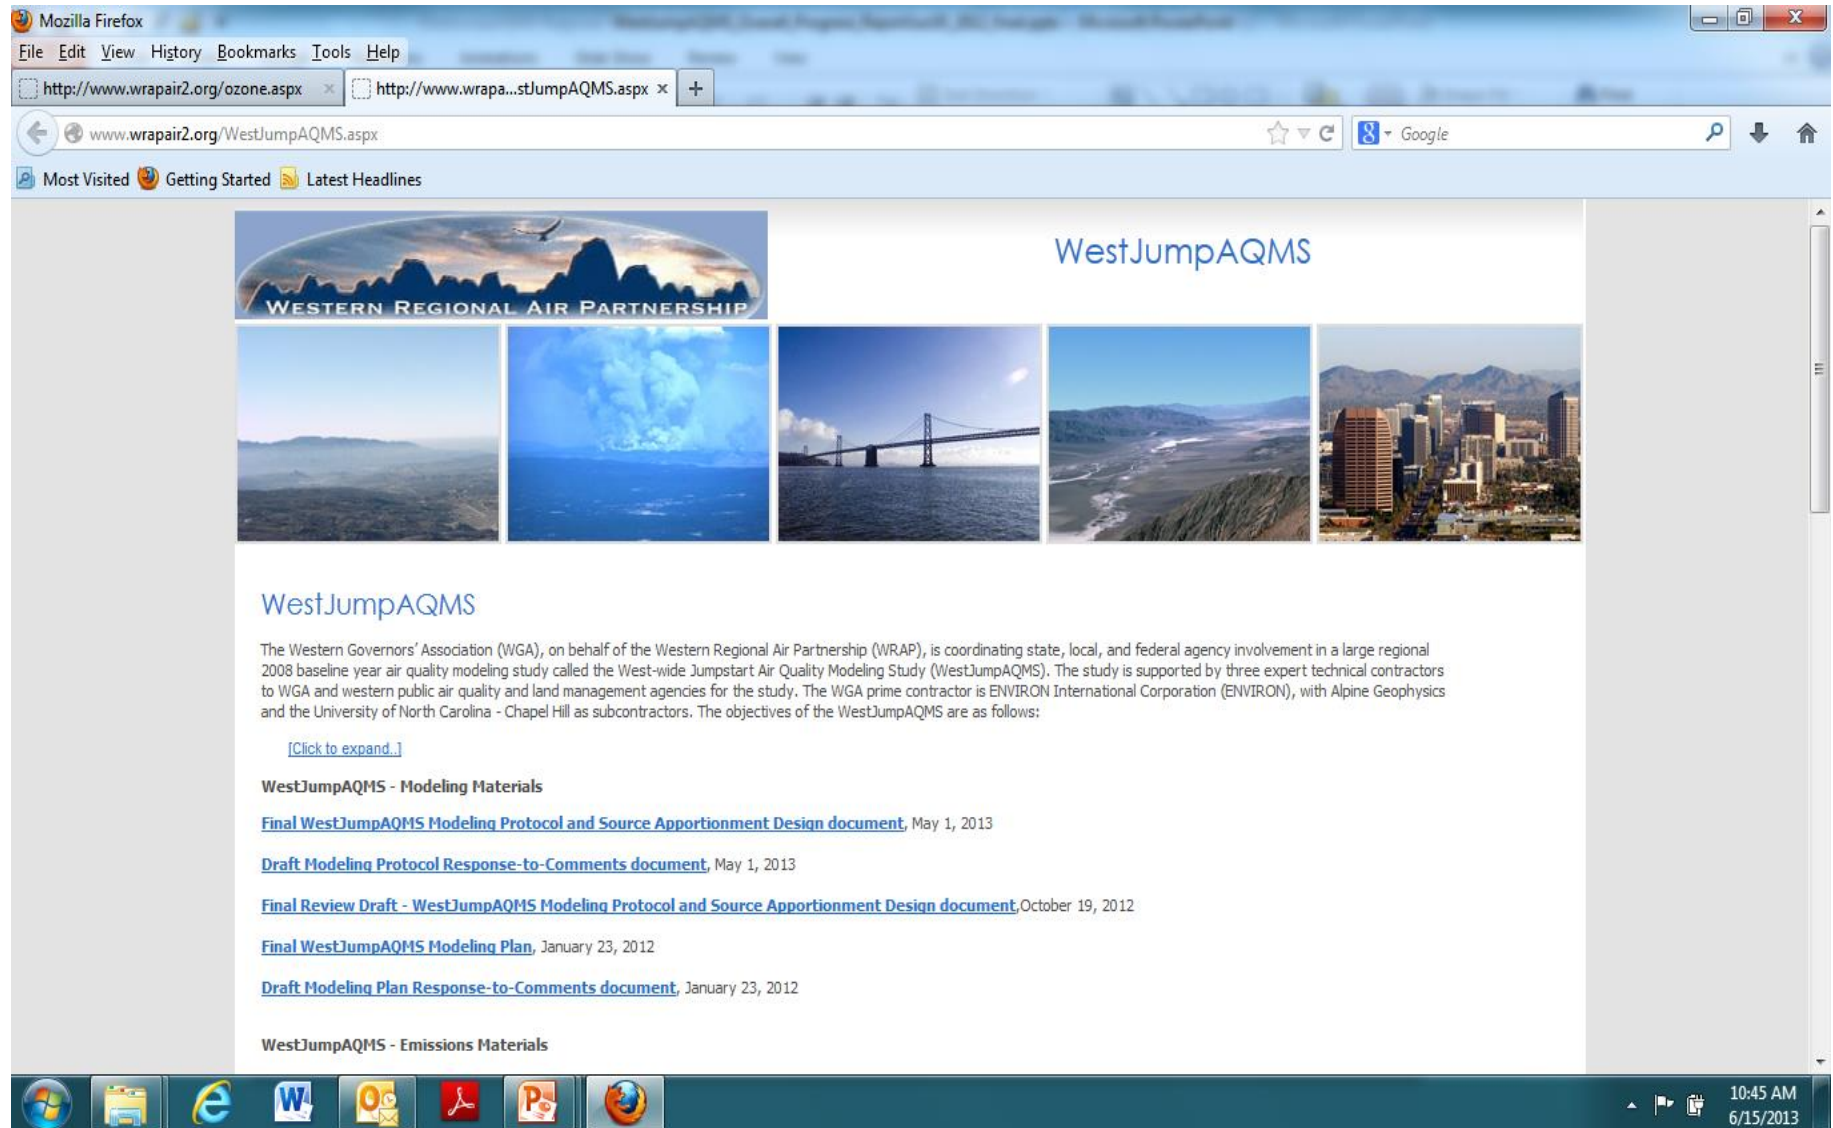 Mozilla Firefox
File Edit View History Bookmarks Tools Help
http://www.wrapair2.org/ozone.aspx
http://www.wrapa...stJumpAQMS.aspx
www.wrapair2.org/WestJumpAQMS.aspx
Google
Most Visited Getting Started Latest Headlines
WESTERN REGIONAL AIR PARTNERSHIP
WestJumpAQMS
WestJumpAQMS
The Western Governors' Association (WGA), on behalf of the Western Regional Air Partnership (WRAP), is coordinating state, local, and federal agency involvement in a large regional
2008 baseline year air quality modeling study called the West-wide Jumpstart Air Quality Modeling Study (WestJumpAQMS). The study is supported by three expert technical contractors
to WGA and western public air quality and land management agencies for the study. The WGA prime contractor is ENVIRON International Corporation (ENVIRON), with Alpine Geophysics
and the University of North Carolina - Chapel Hill as subcontractors. The objectives of the WestJumpAQMS are as follows:
[Click to expand..]
WestJumpAQMS - Modeling Materials
Final WestJumpAQMS Modeling Protocol and Source Apportionment Design document, May 1, 2013
Draft Modeling Protocol Response-to-Comments document, May 1, 2013
Final Review Draft - WestJumpAQMS Modeling Protocol and Source Apportionment Design document,October 19, 2012
Final WestJumpAQMS Modeling Plan, January 23, 2012
Draft Modeling Plan Response-to-Comments document, January 23, 2012
WestJumpAQMS - Emissions Materials
10:45 AM
6/15/2013